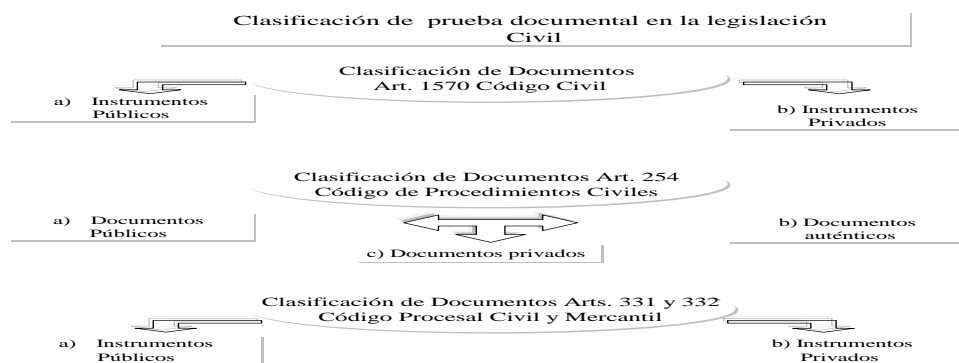 Clasificación de prueba documental en la legislación
Civil
Clasificación de Documentos
Art. 1570 Código Civil
a) Instrumentos
Públicos
b) Instrumentos
Privados
Clasificación de Documentos Art. 254
Código de Procedimientos Civiles
a) Documentos
Públicos
b) Documentos
auténticos
c) Documentos privados
Clasificación de Documentos Arts. 331 y 332
Código Procesal Civil y Mercantil
a) Instrumentos
Públicos
b) Instrumentos
Privados